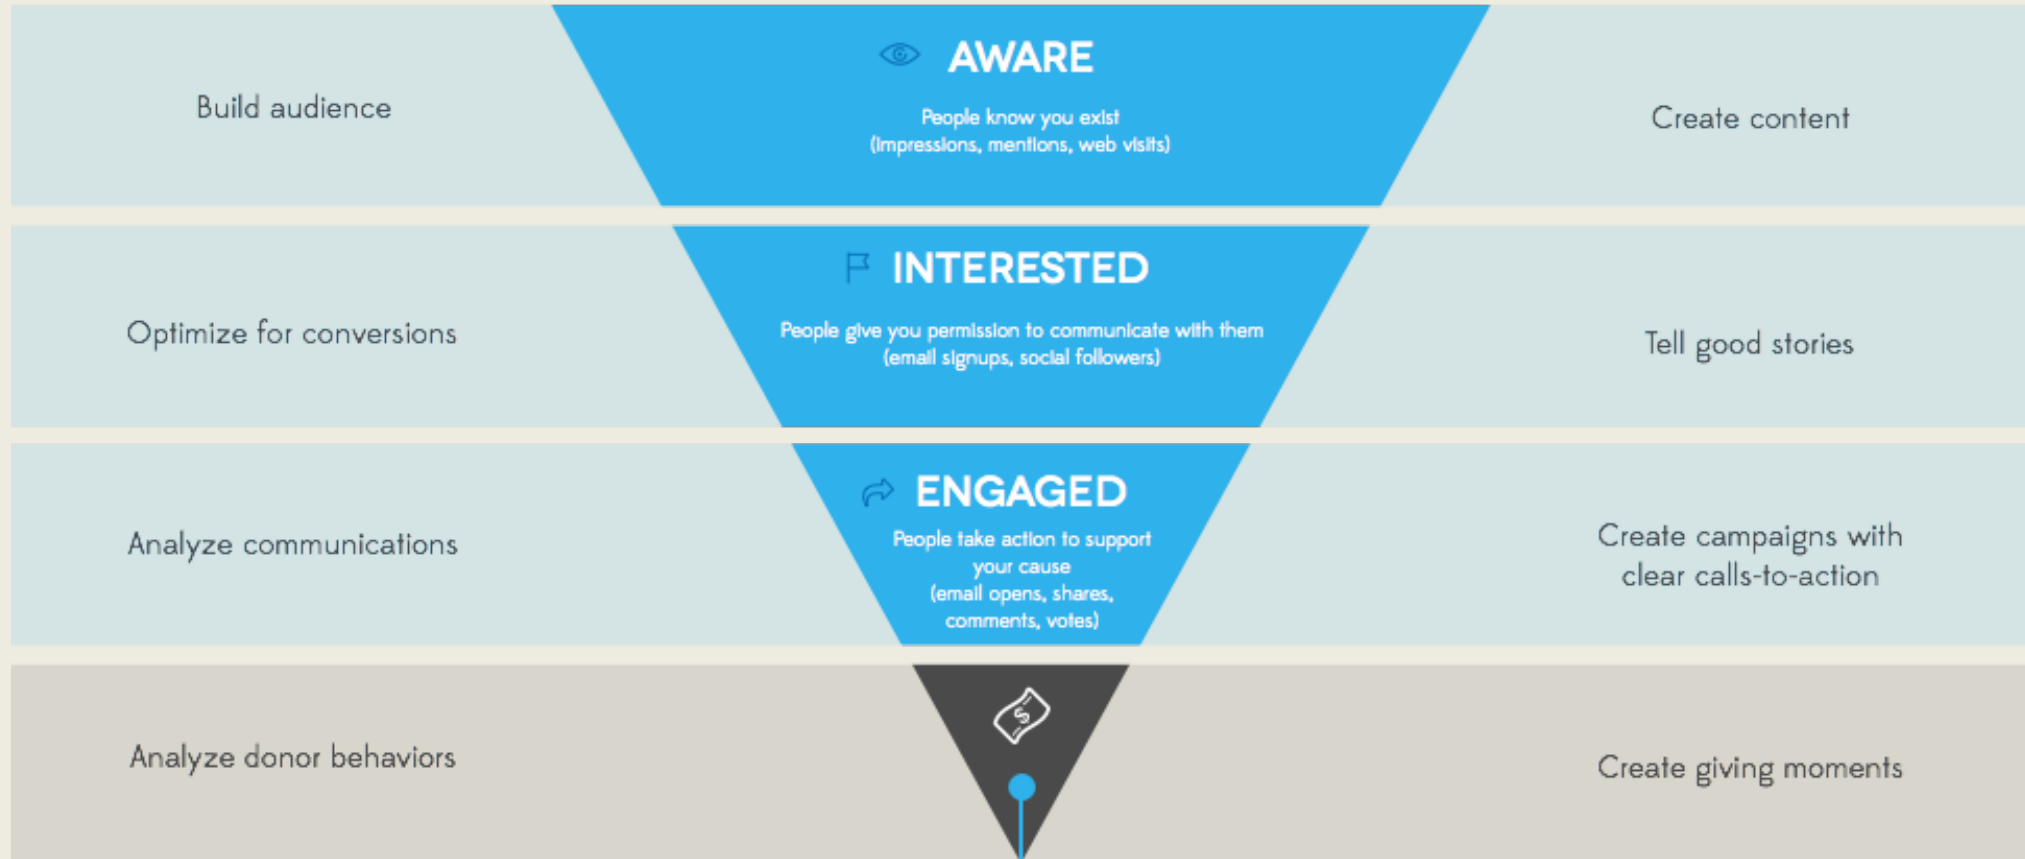 Build audience
AWARE
People know you exist
(impressions, mentions, web visits)
Create content
Optimize for conversions
INTERESTED
People give you permission to communicate with them
(email signups, social followers)
Tell good stories
Analyze communications
ENGAGED
People take action to support
your cause
(email opens, shares,
comments, votes)
Create campaigns with
clear calls-to-action
Analyze donor behaviors
$
Create giving moments